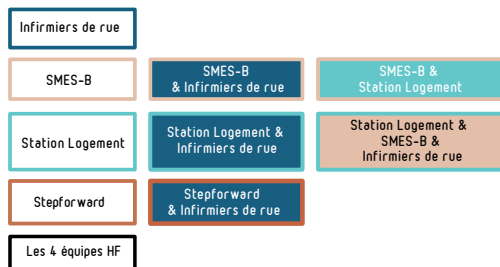 Infirmiers de rue
SMES-B
SMES-B
& Infirmiers de rue
SMES-B &
Station Logement
Station Logement
Station Logement &
Infirmiers de rue
Station Logement &
SMES-B &
Infirmiers de rue
Stepforward
Stepforward
& Infirmiers de rue
Les 4 équipes HF